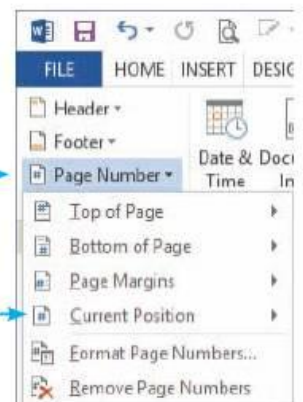 FILE HOME INSERT DESIG
Header
Footer
Page Number
Date & Docu
Time In
Top of Page
Bottom of Page
Page Margins
Current Position
Format Page Numbers...
Remove Page Numbers